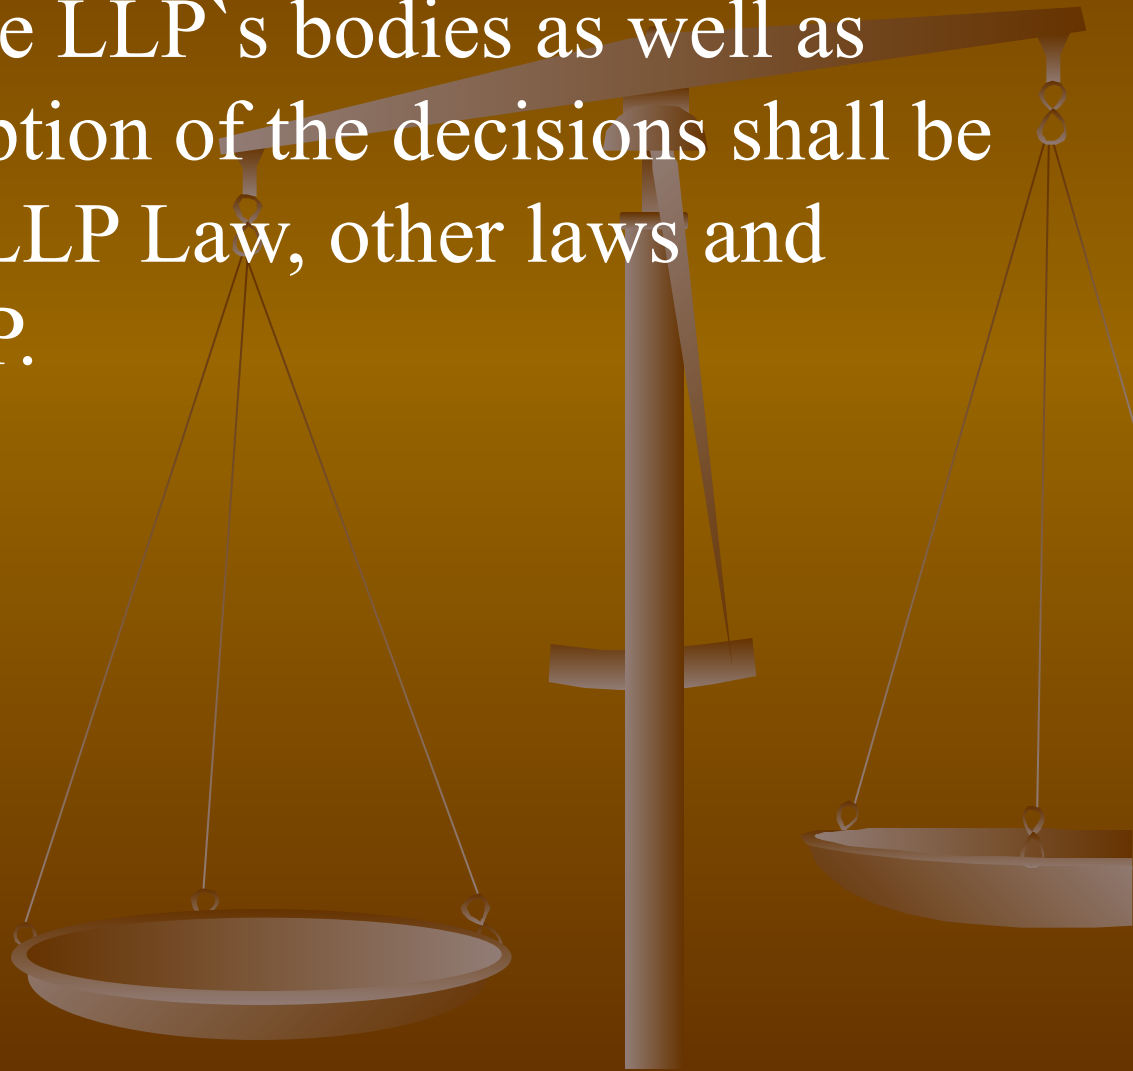 e LLP`s bodies as well as
ption of the decisions shall be
LLP Law, other laws and
P.